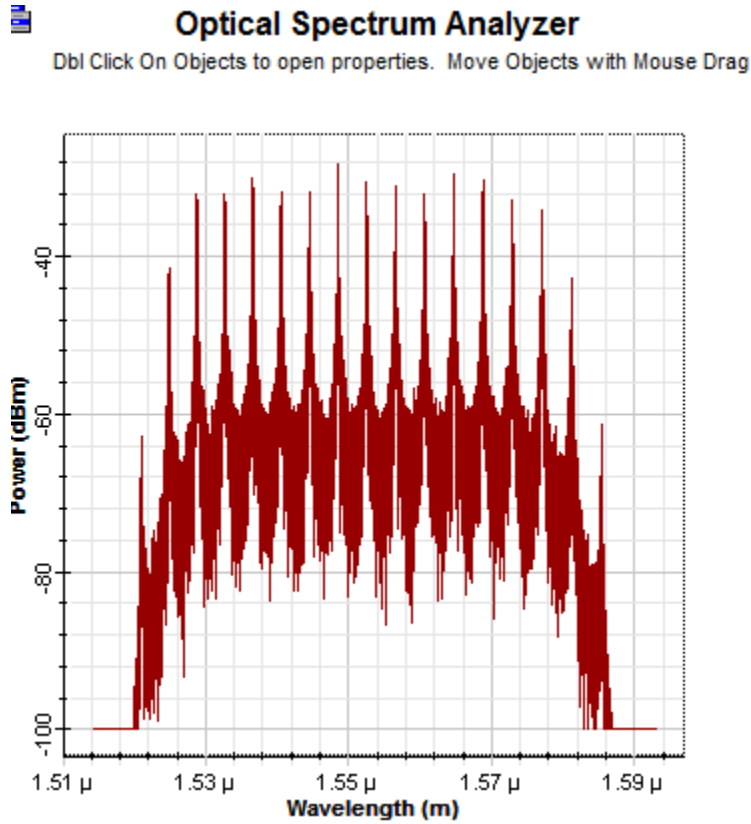 Optical Spectrum Analyzer
Dbl Click On Objects to open properties.  Move Objects with Mouse Drag
Power (dBm)
-40
-60
-80
-100
1.51 µ 1.53 µ 1.55 µ 1.57 µ 1.59 µ
Wavelength (m)